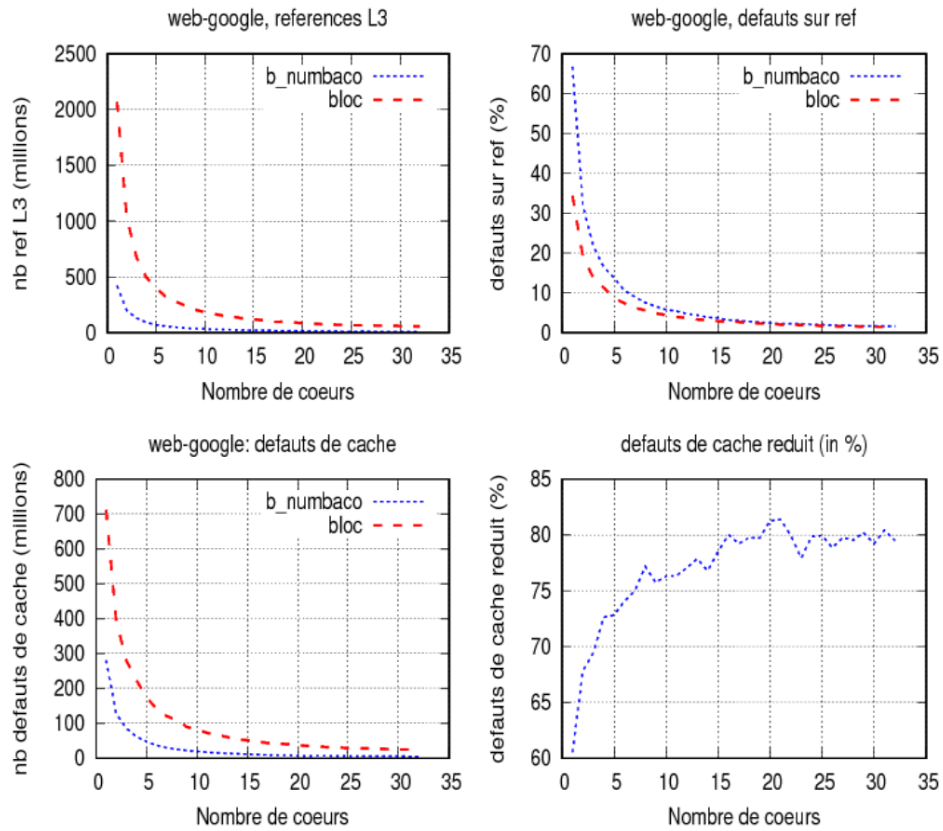 web-google, references L3
nb ref L3 (millions)
2500
2000
1500
1000
500
0
b_numbaco
bloc
0 5 10 15 20 25 30 35
Nombre de coeurs
web-google, defauts sur ref
defauts sur ref (%)
70
60
50
40
30
20
10
0
b_numbaco
bloc
0 5 10 15 20 25 30 35
Nombre de coeurs
web-google: defauts de cache
nb defauts de cache (millions)
800
700
600
500
400
300
200
100
0
b_numbaco
bloc
0 5 10 15 20 25 30 35
Nombre de coeurs
defauts de cache reduit (in %)
defauts de cache reduit (%)
85
80
75
70
65
60
0 5 10 15 20 25 30 35
Nombre de coeurs